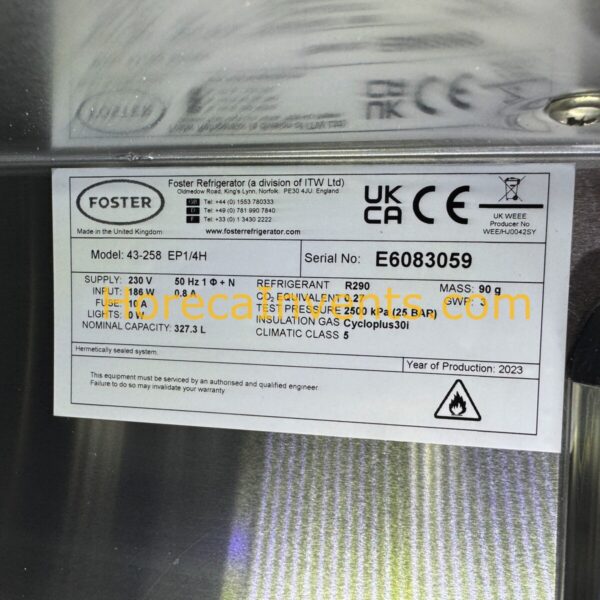 FOSTER
Made in the United Kingdom
Foster Refrigerator (a division of ITW Ltd)
Oldmedow Road, King's Lynn, Norfolk. PE30 4JU. England
GB Tel: +44 (0) 1553 780333
D Tel: +49 (0) 781 990 7840
F Tel: +33 (0) 1 3430 2222
www.fosterrefrigerator.com
UK
CA
CE
UK WEEE
Producer No
WEE/HJ0042SY
Model: 43-258 EP1/4H
Serial No: E6083059
SUPPLY: 230 V 50 Hz 1 Φ + N
INPUT: 186 W 0.8 A
FUSE: 10 A
LIGHTS: 0 W
NOMINAL CAPACITY: 327.3 L
REFRIGERANT R290 MASS: 90 g
CO2 EQUIVALENT 0.27 GWP: 3
TEST PRESSURE 2500 kPa (25 BAR)
INSULATION GAS Cycloplus30i
CLIMATIC CLASS 5
HorecaInvents.com
Hermetically sealed system.
Year of Production: 2023
This equipment must be serviced by an authorised and qualified engineer.
Failure to do so may invalidate your warranty.